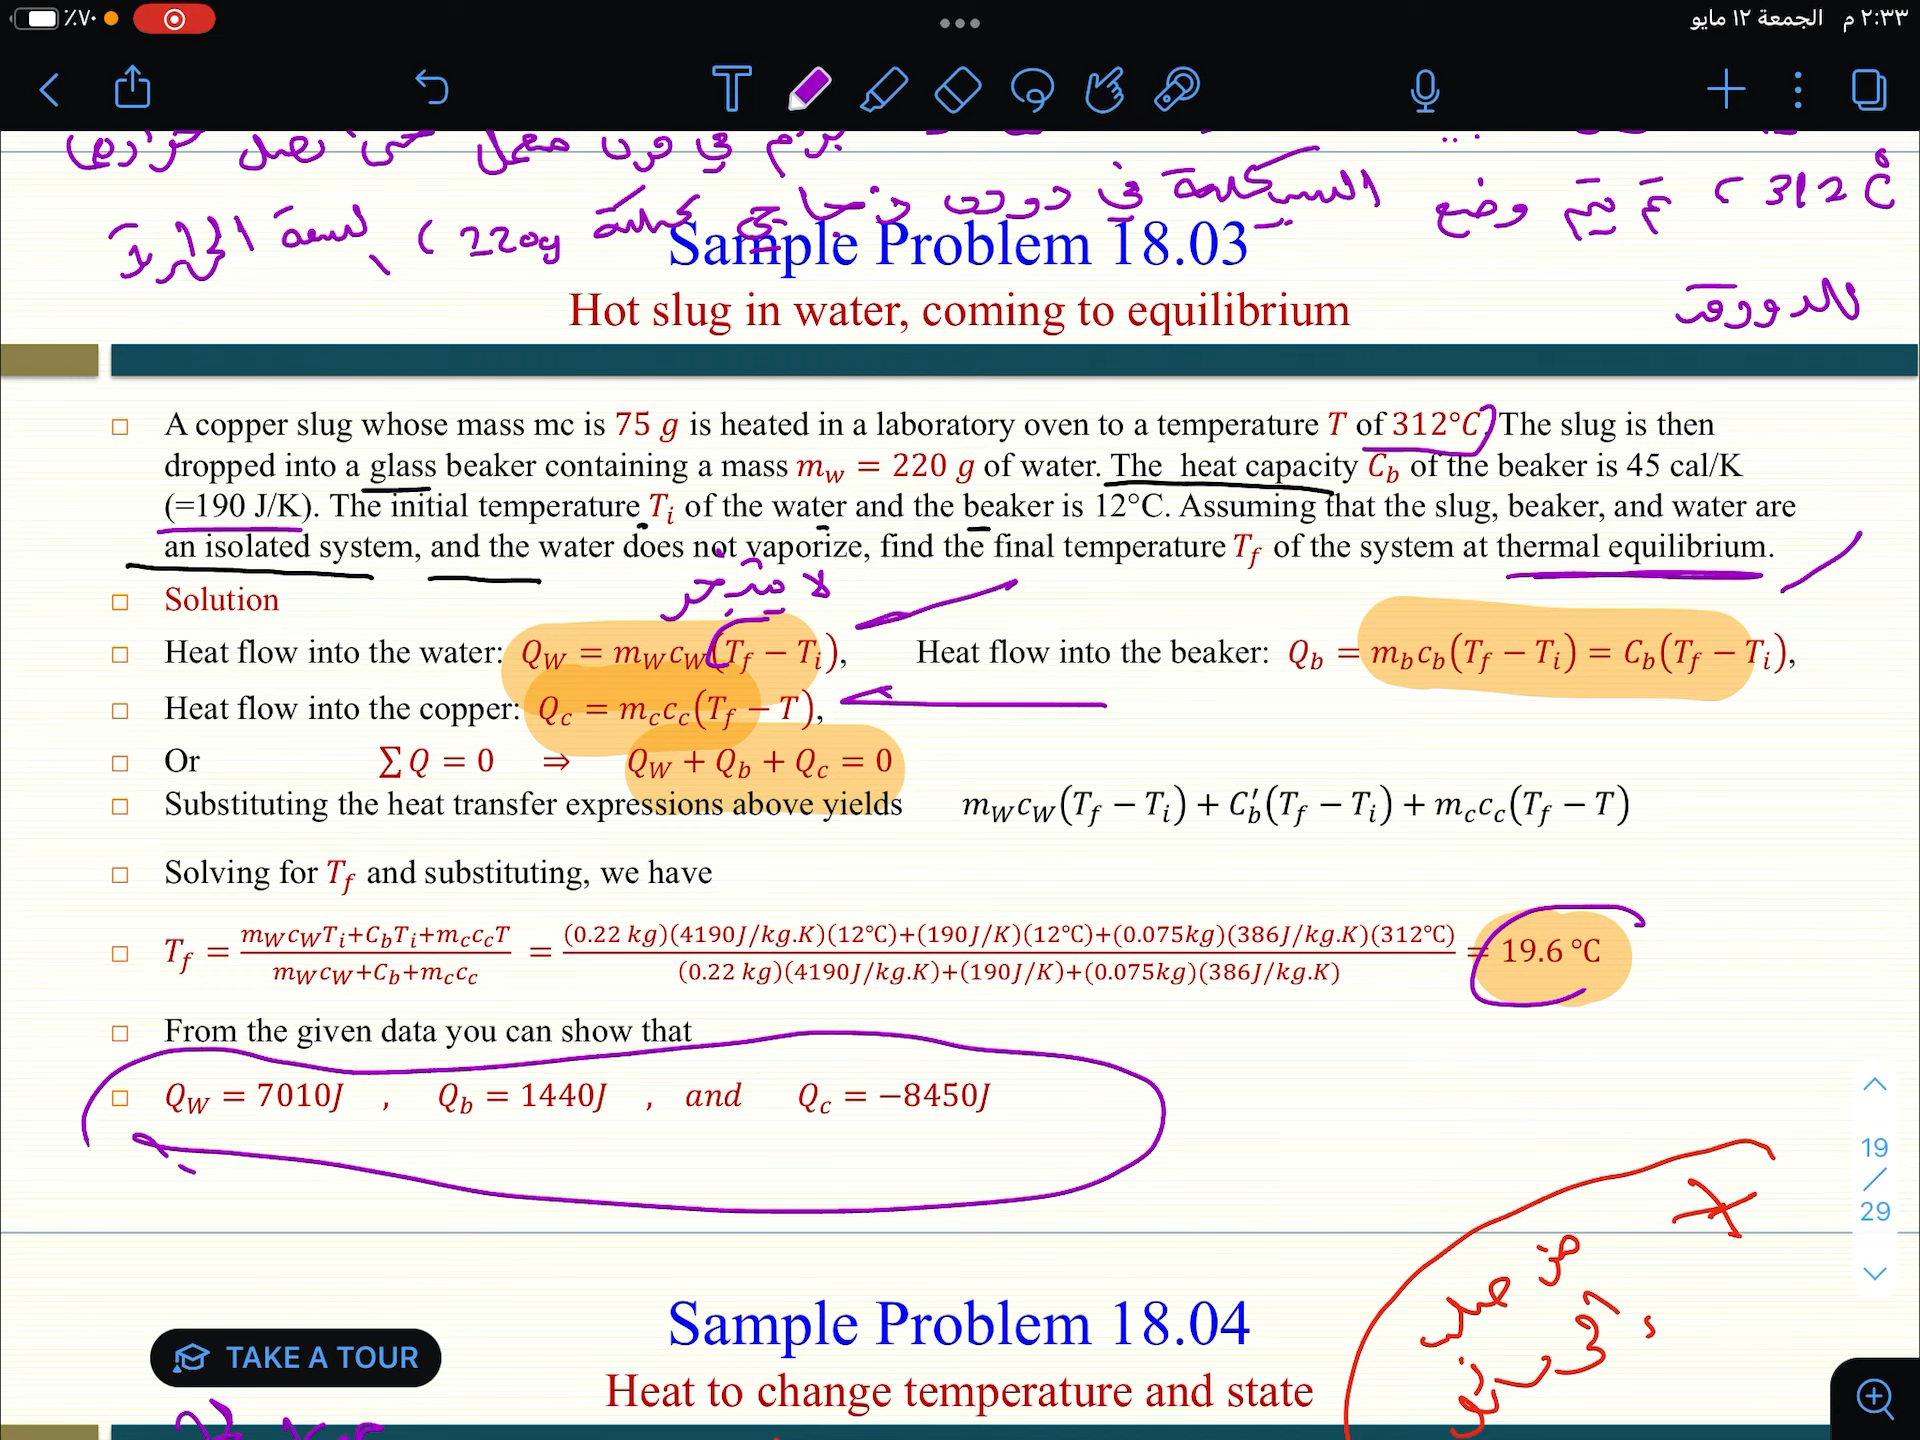 ٪٧٠
٢:٣٣ م الجمعة ١٢ مايو
312 C ) ثم يتم وضع
220g )
للدورق
Sample Problem 18.03
Hot slug in water, coming to equilibrium
A copper slug whose mass mc is 75 g is heated in a laboratory oven to a temperature T of 312°C. The slug is then
dropped into a glass beaker containing a mass m_w = 220 g of water. The heat capacity C_b of the beaker is 45 cal/K
(=190 J/K). The initial temperature T_i of the water and the beaker is 12°C. Assuming that the slug, beaker, and water are
an isolated system, and the water does not vaporize, find the final temperature T_f of the system at thermal equilibrium.
لا يتبخر
Solution
Heat flow into the water: Q_W = m_W c_W(T_f − T_i), Heat flow into the beaker: Q_b = m_b c_b(T_f − T_i) = C_b(T_f − T_i),
Heat flow into the copper: Q_c = m_c c_c(T_f − T),
Or ∑Q = 0 ⇒ Q_W + Q_b + Q_c = 0
Substituting the heat transfer expressions above yields m_W c_W(T_f − T_i) + C_b′(T_f − T_i) + m_c c_c(T_f − T)
Solving for T_f and substituting, we have
T_f = (m_W c_W T_i+C_b T_i+m_c c_c T)/(m_W c_W+C_b+m_c c_c) = ((0.22 kg)(4190J/kg.K)(12°C)+(190J/K)(12°C)+(0.075kg)(386J/kg.K)(312°C))/((0.22 kg)(4190J/kg.K)+(190J/K)+(0.075kg)(386J/kg.K)) = 19.6 °C
From the given data you can show that
Q_W = 7010J , Q_b = 1440J , and Q_c = −8450J
19
/
29
Sample Problem 18.04
Heat to change temperature and state
TAKE A TOUR